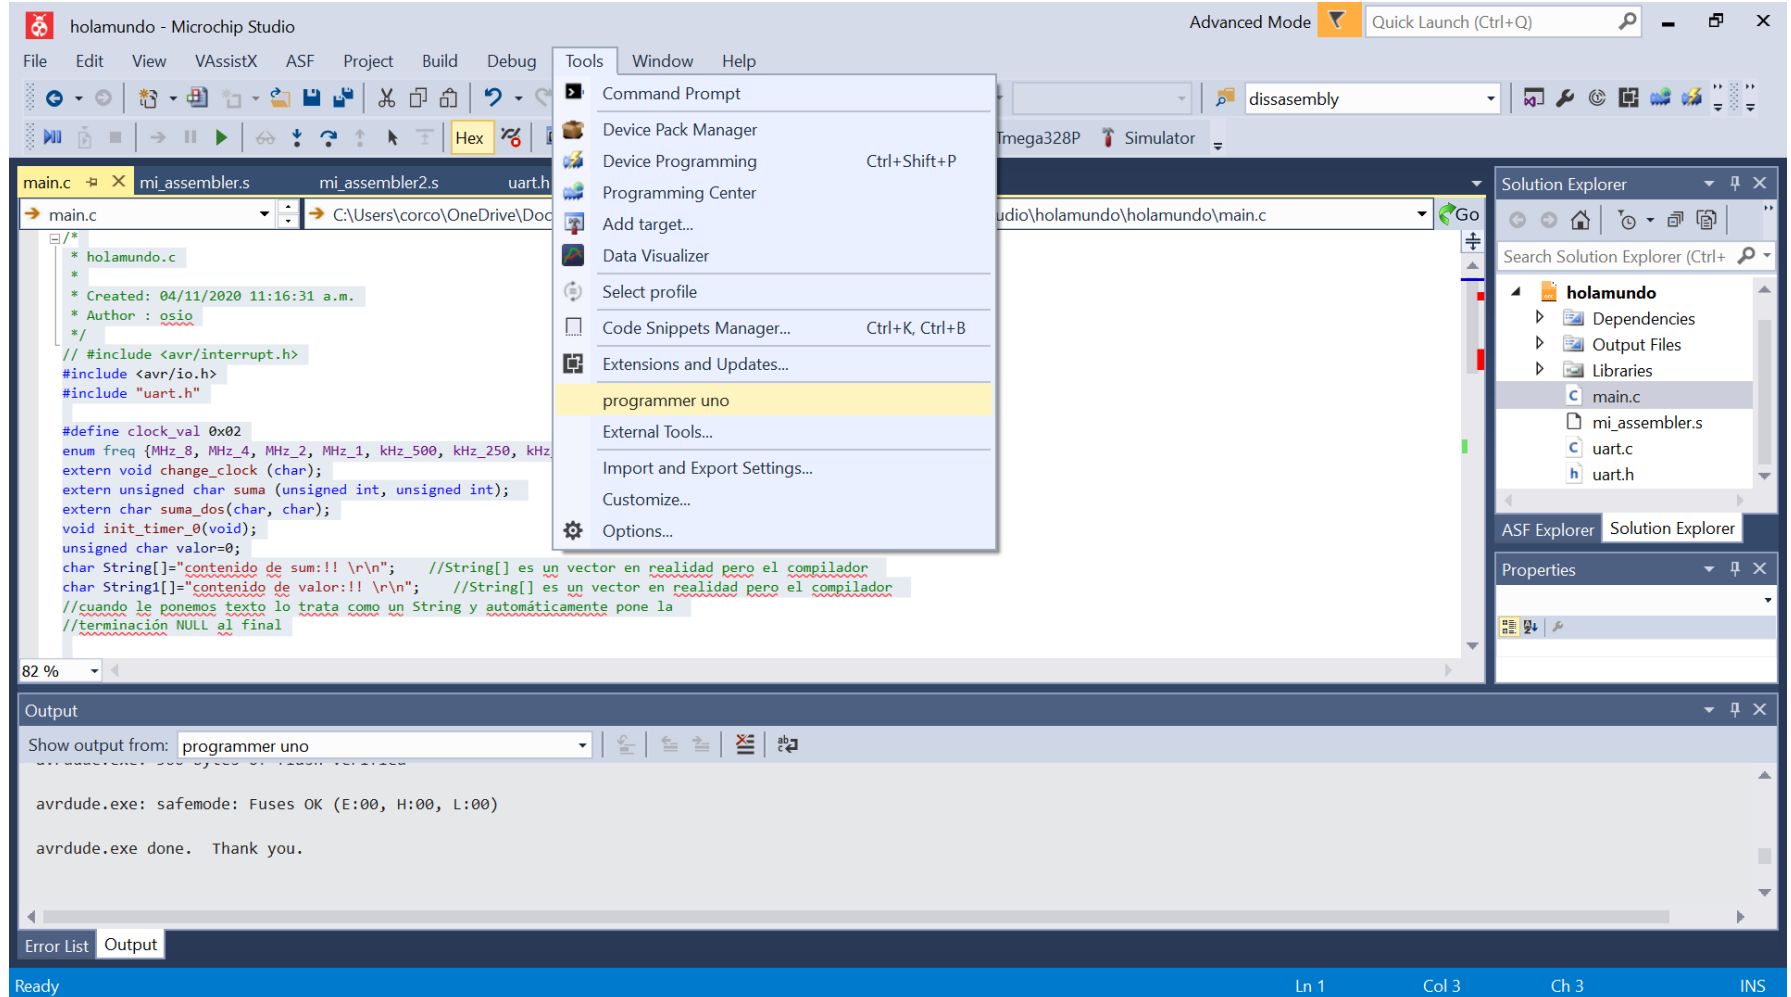 holamundo - Microchip Studio
Advanced Mode
Quick Launch (Ctrl+Q)
File Edit View VAssistX ASF Project Build Debug Tools Window Help
dissasembly
Hex
Tmega328P Simulator
Command Prompt
Device Pack Manager
Device Programming Ctrl+Shift+P
Programming Center
Add target...
Data Visualizer
Select profile
Code Snippets Manager... Ctrl+K, Ctrl+B
Extensions and Updates...
programmer uno
External Tools...
Import and Export Settings...
Customize...
Options...
main.c mi_assembler.s mi_assembler2.s uart.h
main.c C:\Users\corco\OneDrive\Doc udio\holamundo\holamundo\main.c Go
/*
* holamundo.c
*
* Created: 04/11/2020 11:16:31 a.m.
* Author : osio
*/
// #include <avr/interrupt.h>
#include <avr/io.h>
#include "uart.h"
#define clock_val 0x02
enum freq {MHz_8, MHz_4, MHz_2, MHz_1, kHz_500, kHz_250, kHz_
extern void change_clock (char);
extern unsigned char suma (unsigned int, unsigned int);
extern char suma_dos(char, char);
void init_timer_0(void);
unsigned char valor=0;
char String[]="contenido de sum:!! \r\n"; //String[] es un vector en realidad pero el compilador
char String1[]="contenido de valor:!! \r\n"; //String[] es un vector en realidad pero el compilador
//cuando le ponemos texto lo trata como un String y automáticamente pone la
//terminación NULL al final
82 %
Solution Explorer
Search Solution Explorer (Ctrl+
holamundo
Dependencies
Output Files
Libraries
main.c
mi_assembler.s
uart.c
uart.h
ASF Explorer Solution Explorer
Properties
Output
Show output from: programmer uno
avrdude.exe: safemode: Fuses OK (E:00, H:00, L:00)
avrdude.exe done. Thank you.
Error List Output
Ready Ln 1 Col 3 Ch 3 INS